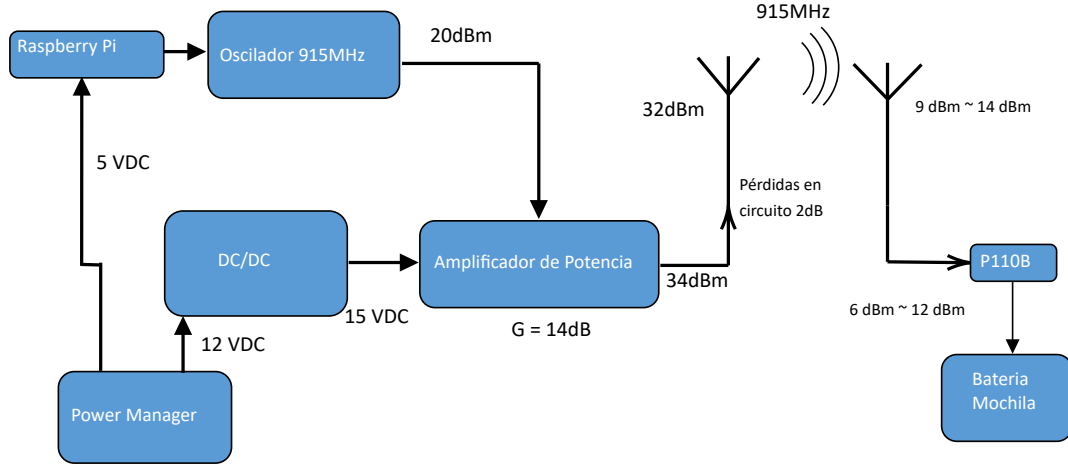 915MHz
Raspberry Pi
Oscilador 915MHz
20dBm
32dBm
9 dBm ~ 14 dBm
5 VDC
Pérdidas en
circuito 2dB
DC/DC
Amplificador de Potencia
P110B
34dBm
15 VDC
6 dBm ~ 12 dBm
G = 14dB
12 VDC
Bateria
Mochila
Power Manager